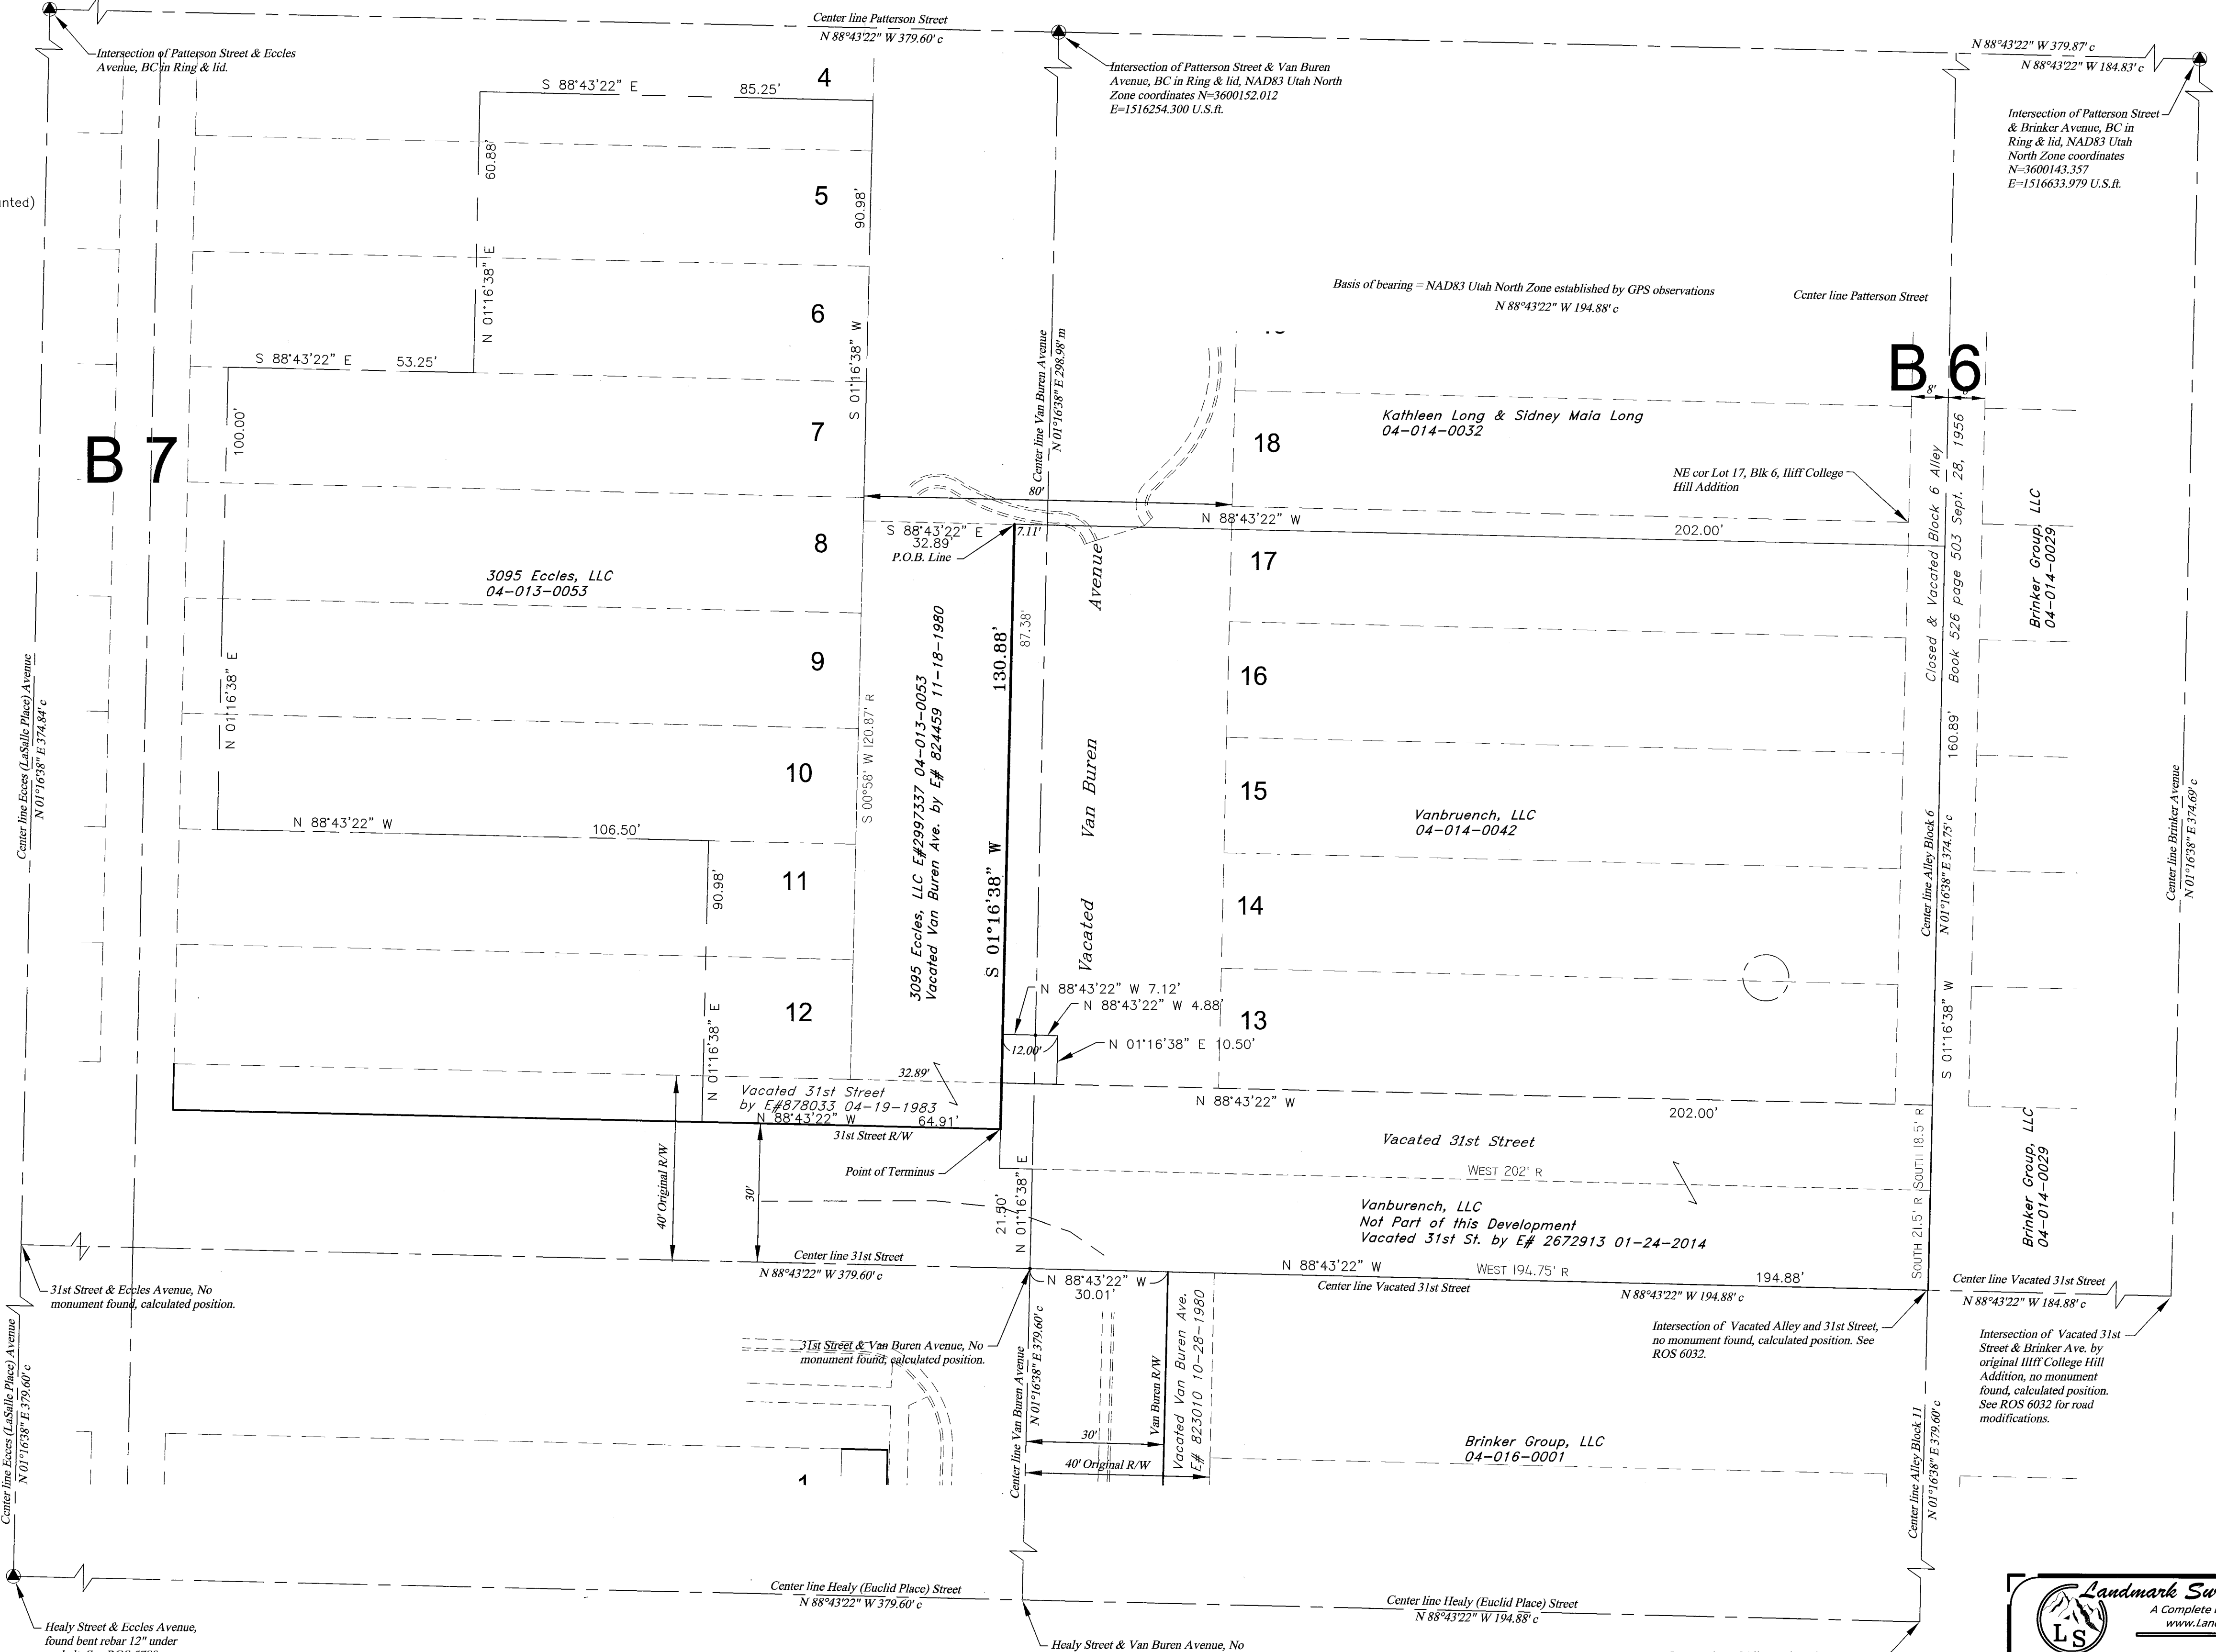 Center line Patterson Street
N 88°43'22" W 379.60' c
N 88°43'22" W 379.87' c
N 88°43'22" W 184.83' c
Intersection of Patterson Street & Eccles
Avenue, BC in Ring & lid.
Intersection of Patterson Street & Van Buren
Avenue, BC in Ring & lid, NAD83 Utah North
Zone coordinates N=3600152.012
E=1516254.300 U.S.ft.
Intersection of Patterson Street
& Brinker Avenue, BC in
Ring & lid, NAD83 Utah
North Zone coordinates
N=3600143.357
E=1516633.979 U.S.ft.
nted)
S 88°43'22" E 85.25'
4
60.88'
N 01°16'38" E
5
90.98'
6
S 01°16'38" W
S 88°43'22" E 53.25'
100.00'
N 01°16'38" E
7
B 7
8
3095 Eccles, LLC
04-013-0053
9
10
S 00°58' W 120.87' R
N 88°43'22" W 106.50'
11
90.98'
N 01°16'38" E
12
Center line Ecces (LaSalle Place) Avenue
N 01°16'38" E 374.84' c
Basis of bearing = NAD83 Utah North Zone established by GPS observations
N 88°43'22" W 194.88' c
Center line Patterson Street
Center line Van Buren Avenue
N 01°16'38" E 298.98' m
B 6
8'
Kathleen Long & Sidney Maia Long
04-014-0032
18
NE cor Lot 17, Blk 6, Iliff College
Hill Addition
80'
S 88°43'22" E
32.89'
7.11'
P.O.B. Line
N 88°43'22" W
202.00'
17
Closed & Vacated Block 6 Alley
Book 526 page 503 Sept. 28, 1956
Brinker Group, LLC
04-014-0029
130.88'
87.38'
S 01°16'38" W
3095 Eccles, LLC E#2997337 04-013-0053
Vacated Van Buren Ave. by E# 824459 11-18-1980
Vacated Van Buren Avenue
16
15
Vanbruench, LLC
04-014-0042
14
13
160.89'
Center line Alley Block 6
N 01°16'38" E 374.75' c
S 01°16'38" W
Center line Brinker Avenue
N 01°16'38" E 374.69' c
N 88°43'22" W 7.12'
N 88°43'22" W 4.88'
12.00'
N 01°16'38" E 10.50'
32.89'
Vacated 31st Street
by E#878033 04-19-1983
N 88°43'22" W 64.91'
31st Street R/W
Point of Terminus
40' Original R/W
30'
N 88°43'22" W
202.00'
Vacated 31st Street
WEST 202' R
SOUTH 18.5' R
SOUTH 21.5' R
Brinker Group, LLC
04-014-0029
21.50'
N 01°16'38" E
Vanburench, LLC
Not Part of this Development
Vacated 31st St. by E# 2672913 01-24-2014
Center line 31st Street
N 88°43'22" W 379.60' c
N 88°43'22" W
30.01'
N 88°43'22" W WEST 194.75' R 194.88'
Center line Vacated 31st Street N 88°43'22" W 194.88' c
Center line Vacated 31st Street
N 88°43'22" W 184.88' c
31st Street & Eccles Avenue, No
monument found, calculated position.
31st Street & Van Buren Avenue, No
monument found, calculated position.
Intersection of Vacated Alley and 31st Street,
no monument found, calculated position. See
ROS 6032.
Intersection of Vacated 31st
Street & Brinker Ave. by
original IlIff College Hill
Addition, no monument
found, calculated position.
See ROS 6032 for road
modifications.
Center line Ecces (LaSalle Place) Avenue
N 01°16'38" E 379.60' c
Center line Van Buren Avenue
N 01°16'38" E 379.60' c
Van Buren R/W
Vacated Van Buren Ave.
E# 823010 10-28-1980
30'
40' Original R/W
Brinker Group, LLC
04-016-0001
Center line Alley Block 11
N 01°16'38" E 379.60' c
1
Center line Healy (Euclid Place) Street
N 88°43'22" W 379.60' c
Center line Healy (Euclid Place) Street
N 88°43'22" W 194.88' c
Healy Street & Eccles Avenue,
found bent rebar 12" under
Healy Street & Van Buren Avenue, No
Landmark Su
A Complete
www.Lan
LS